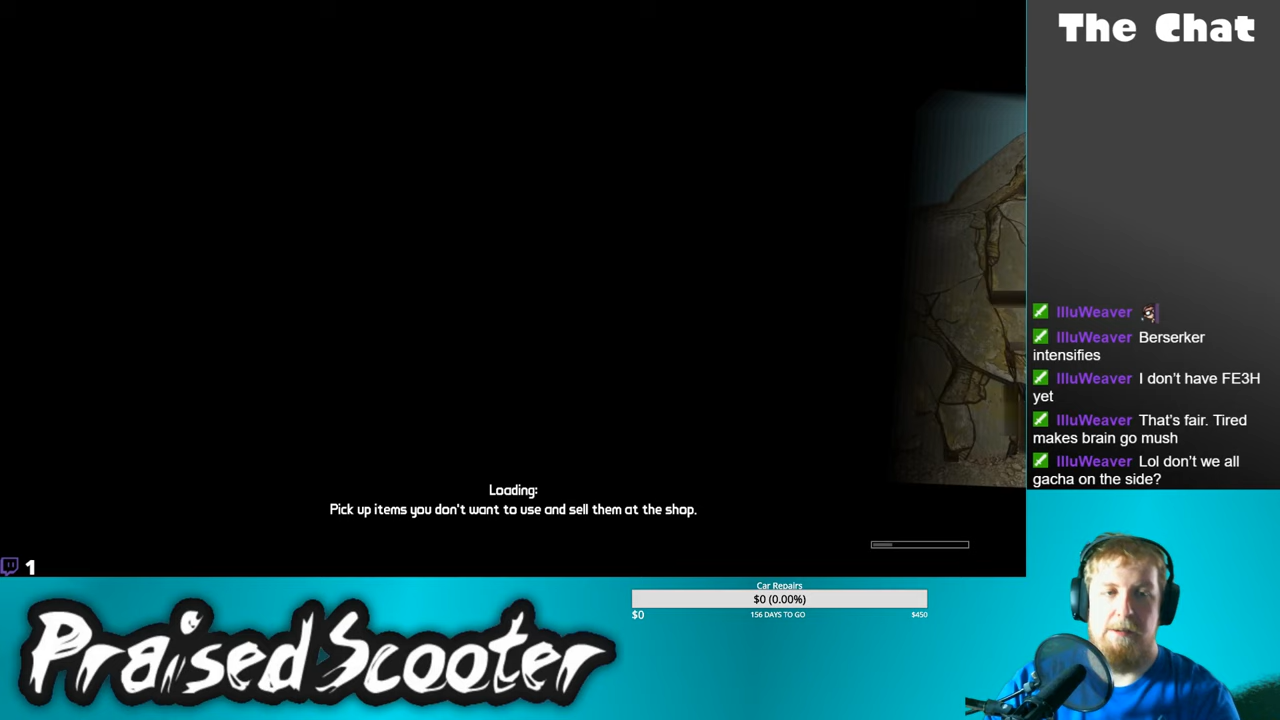 The Chat
IlluWeaver
IlluWeaver Berserker
intensifies
IlluWeaver I don't have FE3H
yet
IlluWeaver That's fair. Tired
makes brain go mush
IlluWeaver Lol don't we all
gacha on the side?
Loading:
Pick up items you don't want to use and sell them at the shop.
1
Car Repairs
$0 (0.00%)
$0 156 DAYS TO GO $450
PraisedScooter